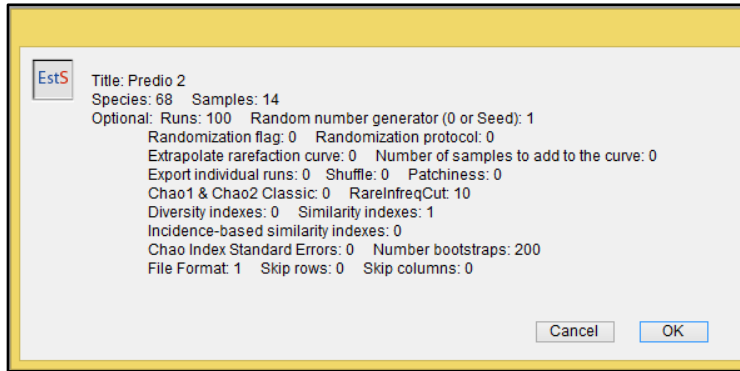 EstS
Title: Predio 2
Species: 68 Samples: 14
Optional: Runs: 100 Random number generator (0 or Seed): 1
Randomization flag: 0 Randomization protocol: 0
Extrapolate rarefaction curve: 0 Number of samples to add to the curve: 0
Export individual runs: 0 Shuffle: 0 Patchiness: 0
Chao1 & Chao2 Classic: 0 RareInfreqCut: 10
Diversity indexes: 0 Similarity indexes: 1
Incidence-based similarity indexes: 0
Chao Index Standard Errors: 0 Number bootstraps: 200
File Format: 1 Skip rows: 0 Skip columns: 0
Cancel OK